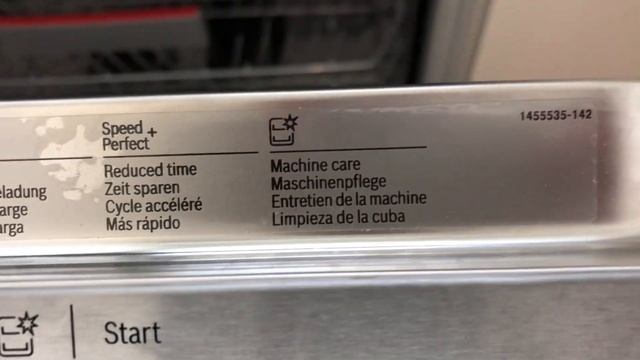 Speed +
Perfect
Reduced time
Zeit sparen
Cycle accéléré
Más rápido
1455535-142
Machine care
Maschinenpflege
Entretien de la machine
Limpieza de la cuba
eladung
arge
arga
Start